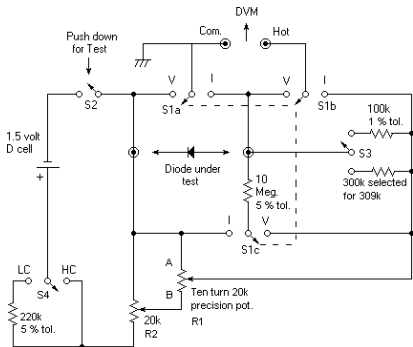 DVM
Com.
Hot
Push down
for Test
V
I
V
I
S2
S1a
S1b
100k
1 % tol.
1.5 volt
D cell
+
Diode under
test
S3
10
Meg.
5 % tol.
300k selected
for 309k
I
V
S1c
LC
HC
A
S4
B
Ten turn 20k
precision pot.
220k
5 % tol.
20k
R1
R2